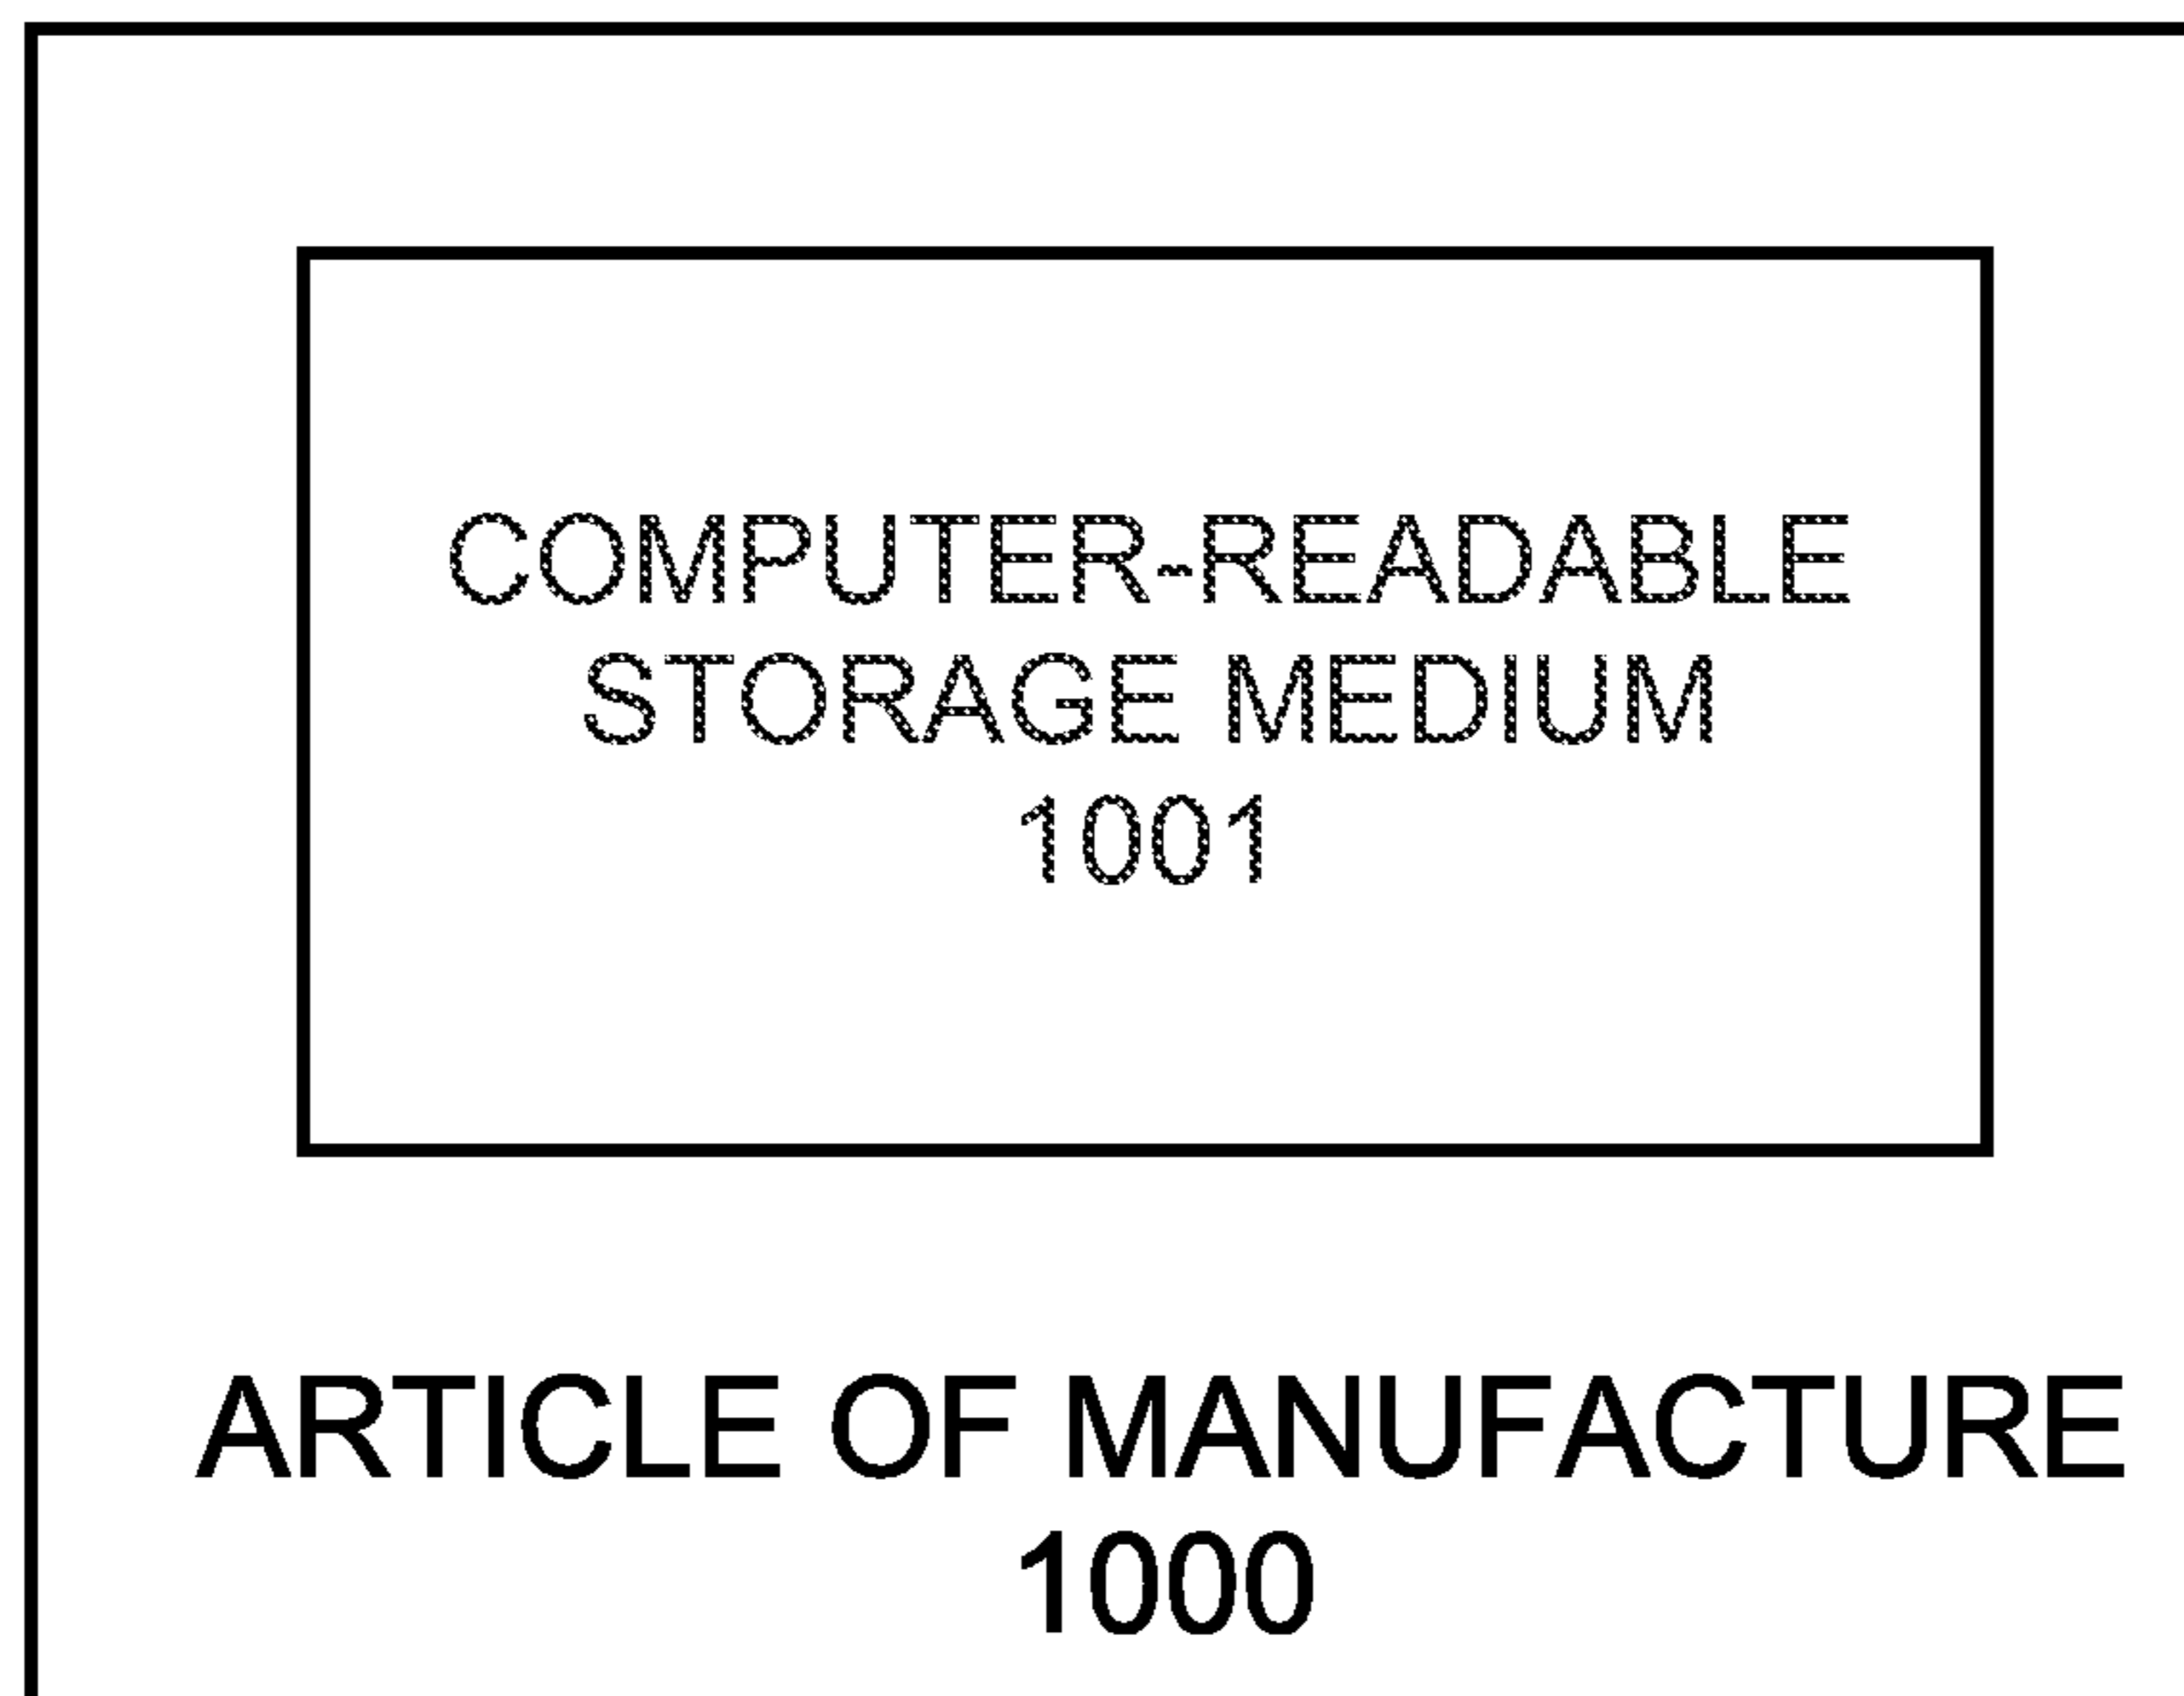 COMPUTER-READABLE
STORAGE MEDIUM
1001
ARTICLE OF MANUFACTURE
1000